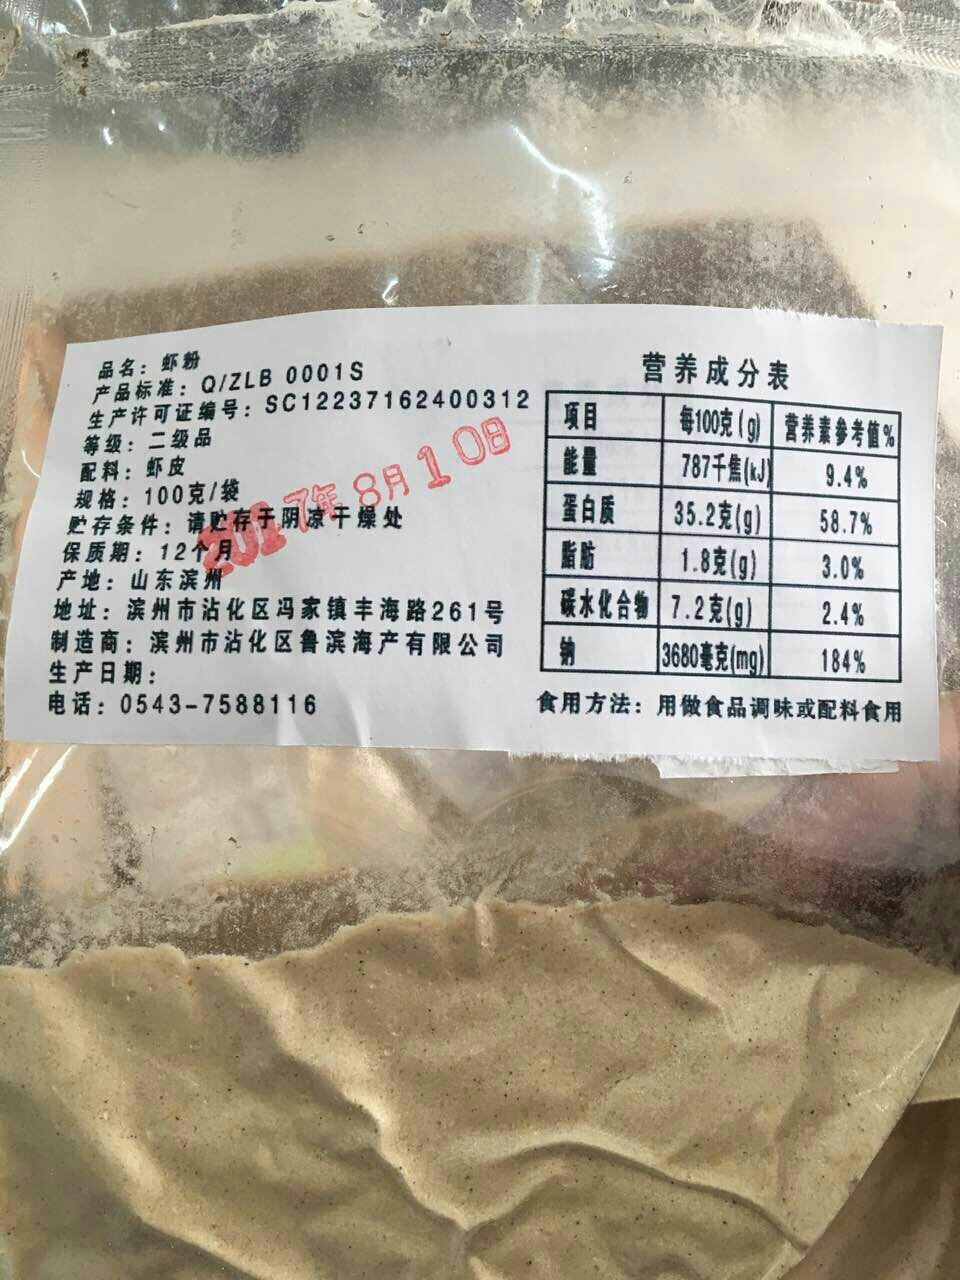 品名：虾粉
产品标准：Q/ZLB 0001S
生产许可证编号：SC12237162400312
等级：二级品
配料：虾皮
规格：100克/袋
贮存条件：请贮存于阴凉干燥处
保质期：12个月
产地：山东滨州
地址：滨州市沾化区冯家镇丰海路261号
制造商：滨州市沾化区鲁滨海产有限公司
生产日期：
电话：0543-7588116
2017年8月10日
营养成分表
项目 每100克(g) 营养素参考值%
能量 787千焦(kJ) 9.4%
蛋白质 35.2克(g) 58.7%
脂肪 1.8克(g) 3.0%
碳水化合物 7.2克(g) 2.4%
钠 3680毫克(mg) 184%
食用方法：用做食品调味或配料食用